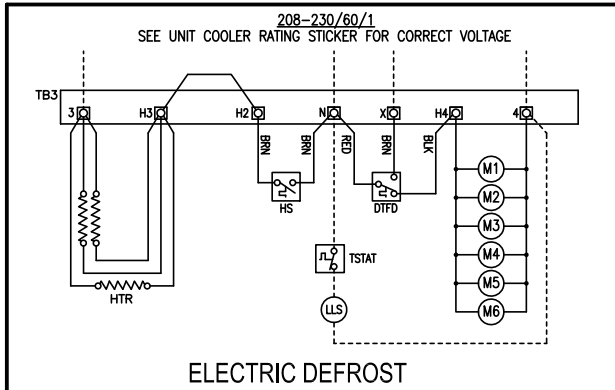 208-230/60/1
SEE UNIT COOLER RATING STICKER FOR CORRECT VOLTAGE
TB3
3 H3 H2 N X H4 4
BRN BRN RED BRN BLK
HS
DTFD
M1
M2
M3
TSTAT
M4
LLS
M5
M6
HTR
ELECTRIC DEFROST